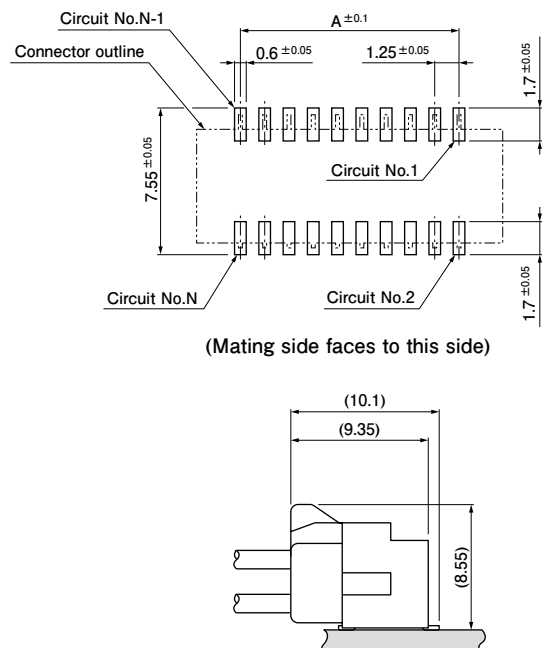 Circuit No.N-1
A±0.1
Connector outline
0.6 ±0.05
1.25 ±0.05
1.7 ±0.05
7.55 ±0.05
Circuit No.1
Circuit No.N
Circuit No.2
1.7 ±0.05
(Mating side faces to this side)
(10.1)
(9.35)
(8.55)